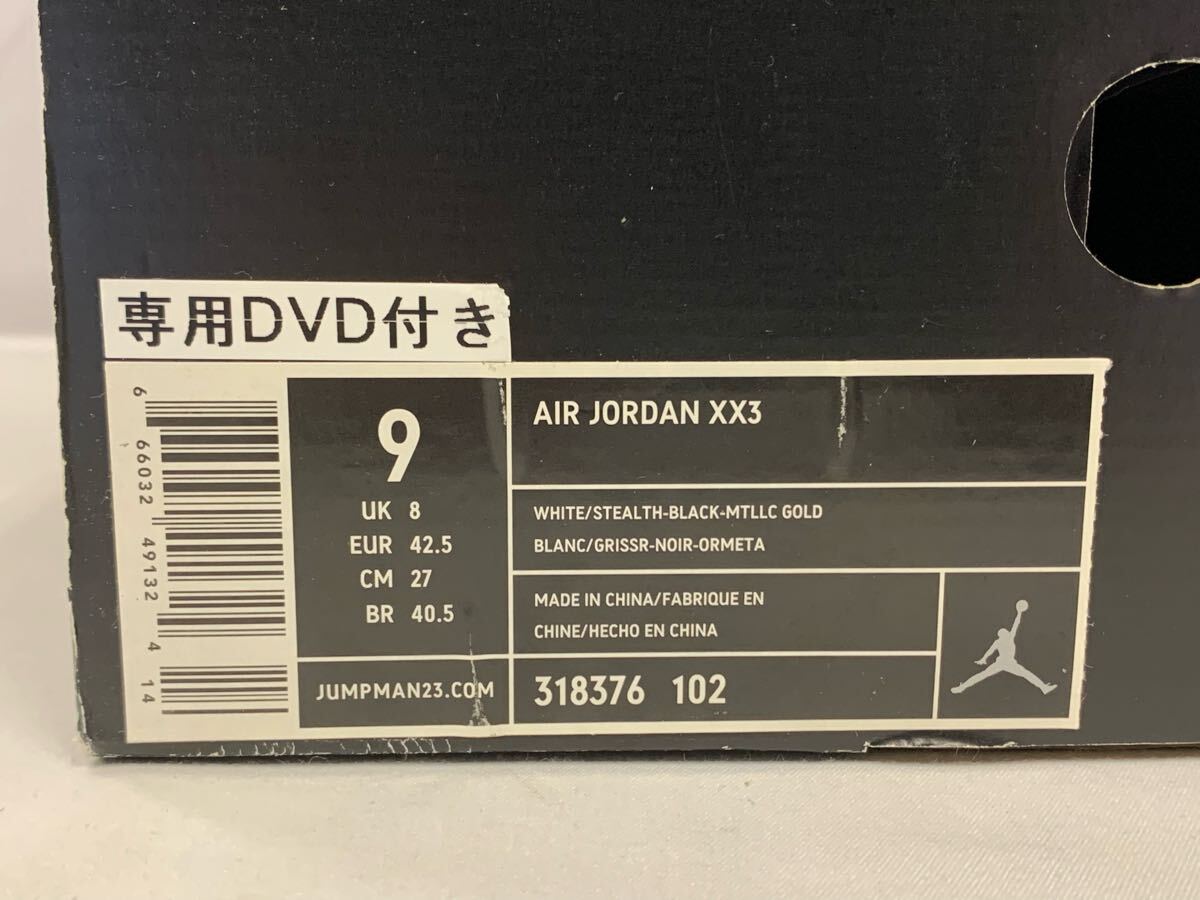 専用DVD付き
6 66032 49132 4 14
9
UK 8
EUR 42.5
CM 27
BR 40.5
JUMPMAN23.COM
AIR JORDAN XX3
WHITE/STEALTH-BLACK-MTLLC GOLD
BLANC/GRISSR-NOIR-ORMETA
MADE IN CHINA/FABRIQUE EN
CHINE/HECHO EN CHINA
318376 102